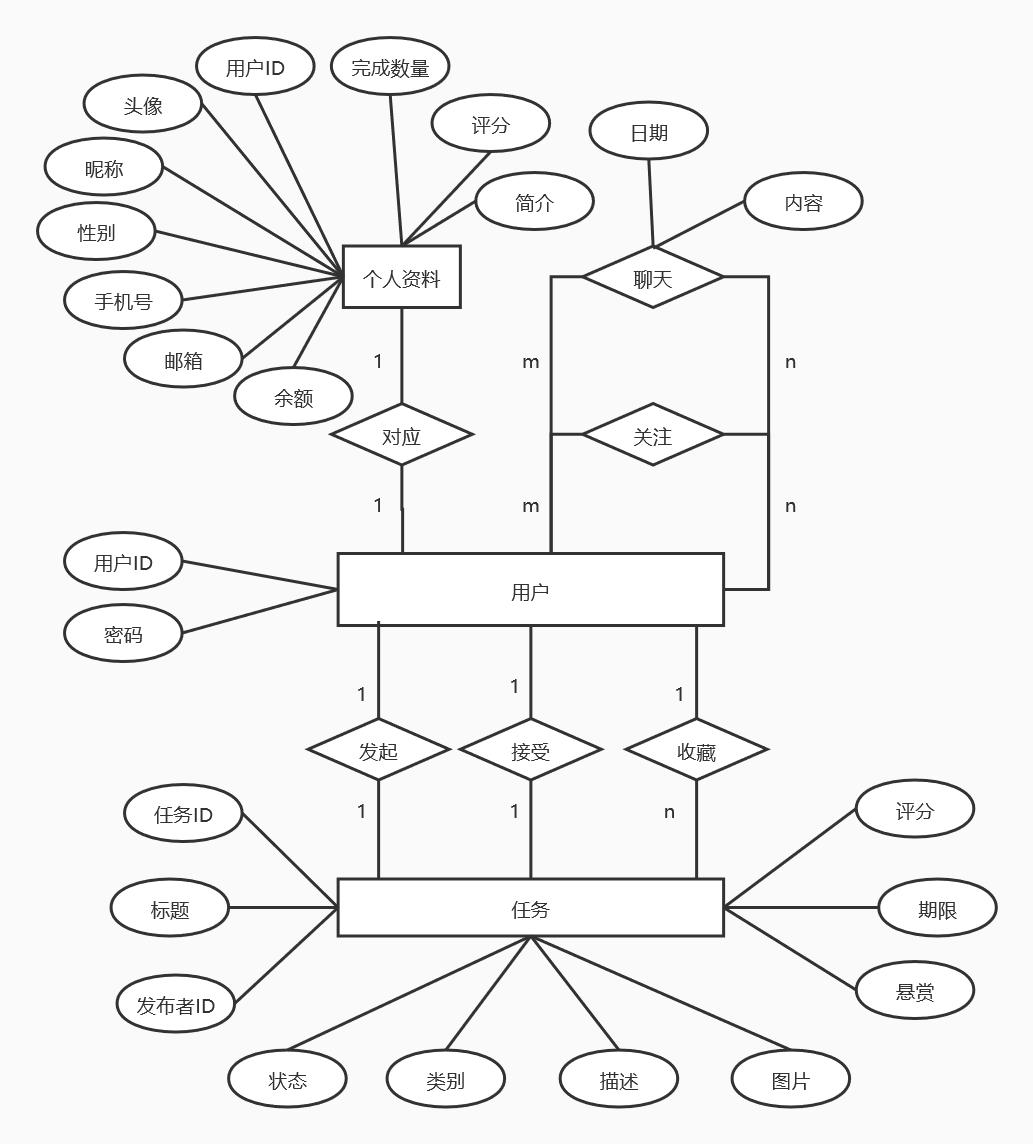 用户ID
完成数量
头像
评分
日期
昵称
简介
内容
性别
个人资料
聊天
手机号
邮箱
1
m
n
余额
对应
关注
1
m
n
用户ID
用户
密码
1
1
1
发起
接受
收藏
任务ID
1
1
n
评分
标题
任务
期限
发布者ID
悬赏
状态
类别
描述
图片